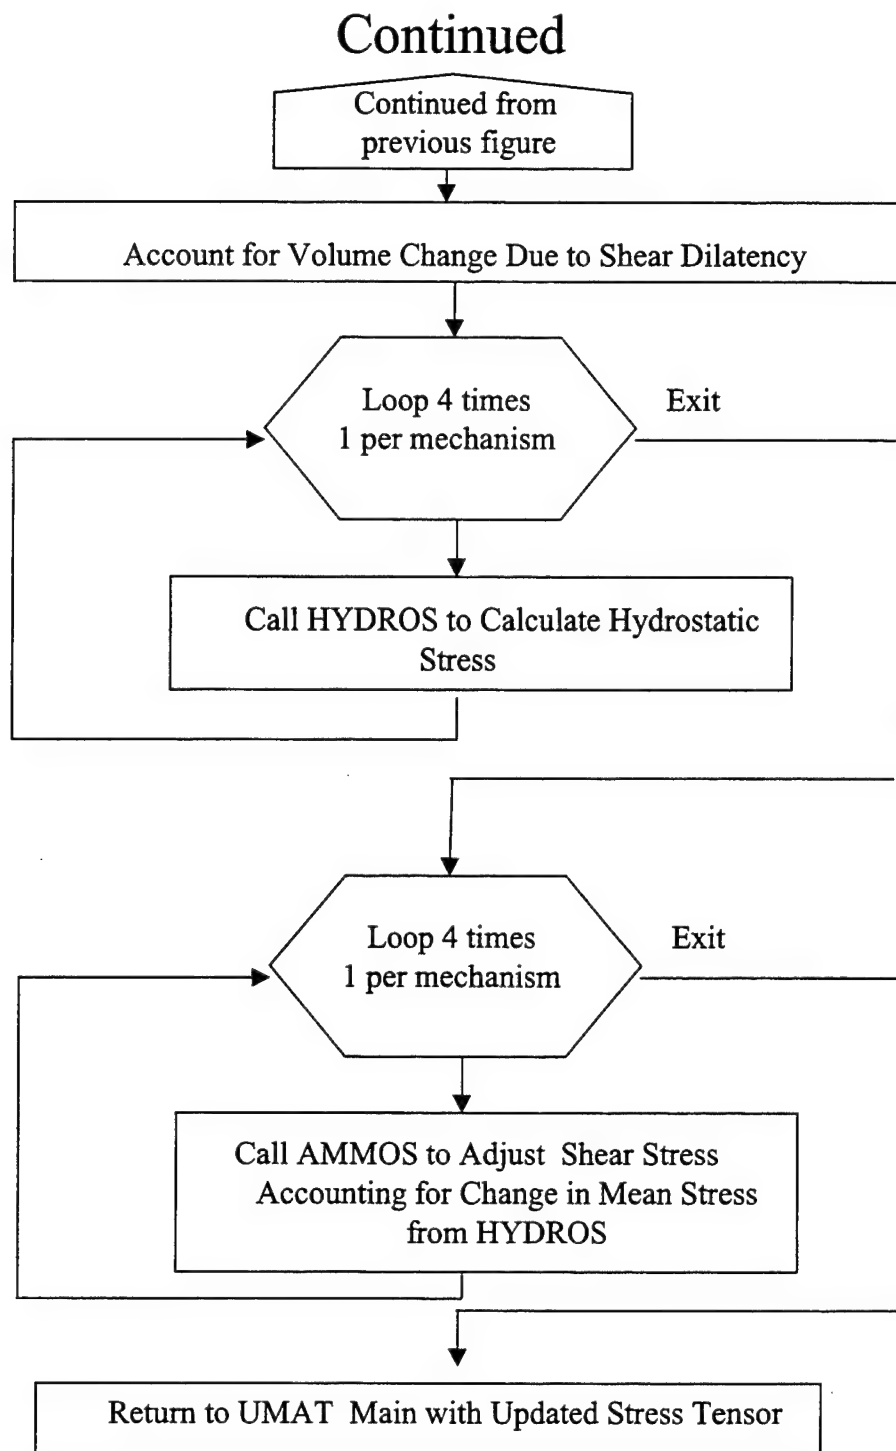 Continued
Continued from
previous figure
Account for Volume Change Due to Shear Dilatency
Loop 4 times
1 per mechanism
Exit
Call HYDROS to Calculate Hydrostatic
Stress
Loop 4 times
1 per mechanism
Exit
Call AMMOS to Adjust Shear Stress
Accounting for Change in Mean Stress
from HYDROS
Return to UMAT Main with Updated Stress Tensor